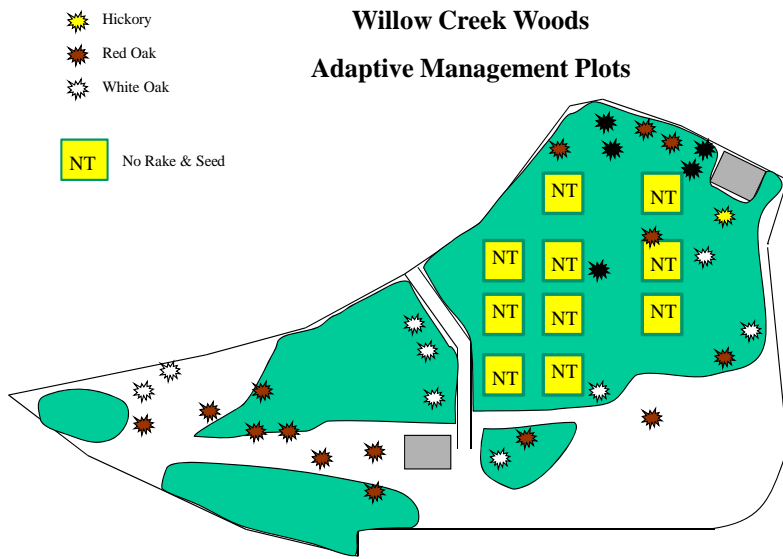 Willow Creek Woods
Adaptive Management Plots
Hickory
Red Oak
White Oak
NT No Rake & Seed
NT NT
NT NT NT
NT NT NT
NT NT